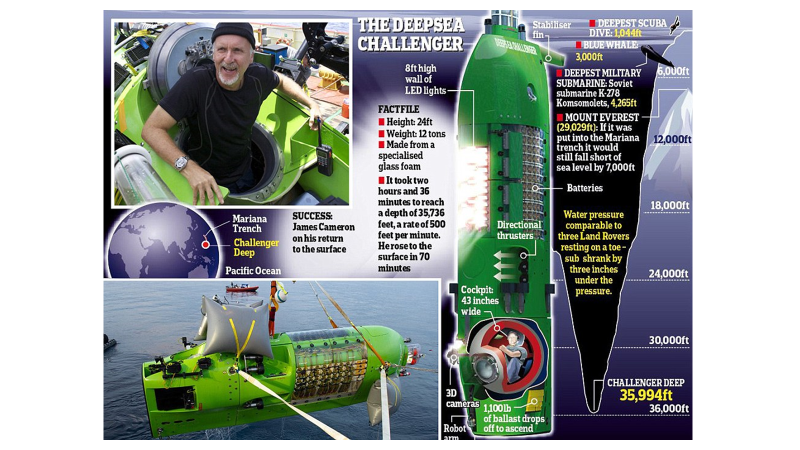 THE DEEPSEA
CHALLENGER
8ft high
wall of
LED lights
FACTFILE
Height: 24ft
Weight: 12 tons
Made from a
specialised
glass foam
It took two
hours and 36
minutes to reach
a depth of 35,736
feet, a rate of 500
feet per minute.
He rose to the
surface in 70
minutes
SUCCESS:
James Cameron
on his return
to the surface
Mariana
Trench
Challenger
Deep
Pacific Ocean
Stabiliser
fin
DEEPSEA CHALLENGER
Batteries
Directional
thrusters
Cockpit:
43 inches
wide
3D
cameras
Robot
arm
1,100lb
of ballast drops
off to ascend
DEEPEST SCUBA
DIVE: 1,044ft
BLUE WHALE:
3,000ft
DEEPEST MILITARY
SUBMARINE: Soviet
submarine K-278
Komsomolets, 4,265ft
MOUNT EVEREST
(29,029ft): If it was
put into the Mariana
trench it would
still fall short of
sea level by 7,000ft
Water pressure
comparable to
three Land Rovers
resting on a toe –
sub shrank by
three inches
under the
pressure.
6,000ft
12,000ft
18,000ft
24,000ft
30,000ft
CHALLENGER DEEP
35,994ft
36,000ft